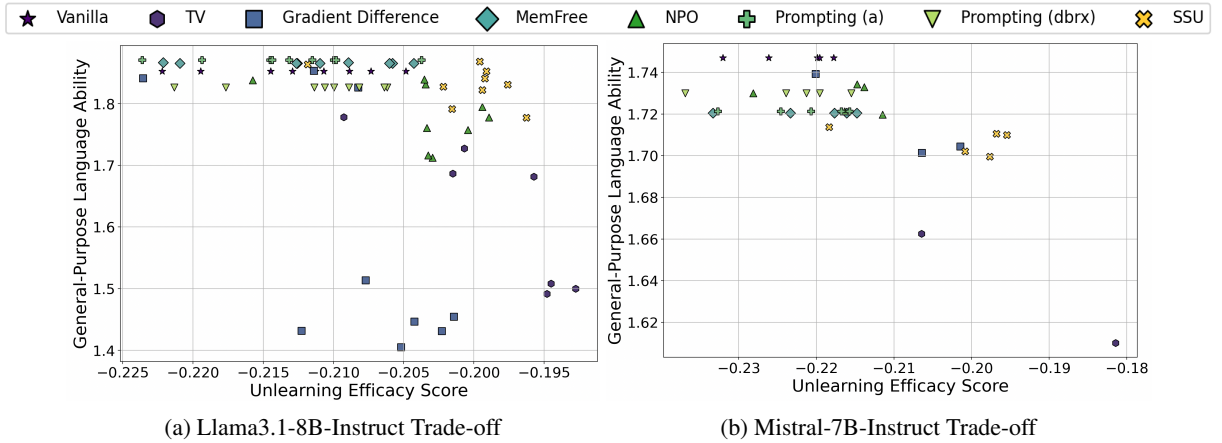 Vanilla TV Gradient Difference MemFree NPO Prompting (a) Prompting (dbrx) SSU
General-Purpose Language Ability
1.8
1.7
1.6
1.5
1.4
−0.225 −0.220 −0.215 −0.210 −0.205 −0.200 −0.195
Unlearning Efficacy Score
(a) Llama3.1-8B-Instruct Trade-off
General-Purpose Language Ability
1.74
1.72
1.70
1.68
1.66
1.64
1.62
−0.23 −0.22 −0.21 −0.20 −0.19 −0.18
Unlearning Efficacy Score
(b) Mistral-7B-Instruct Trade-off